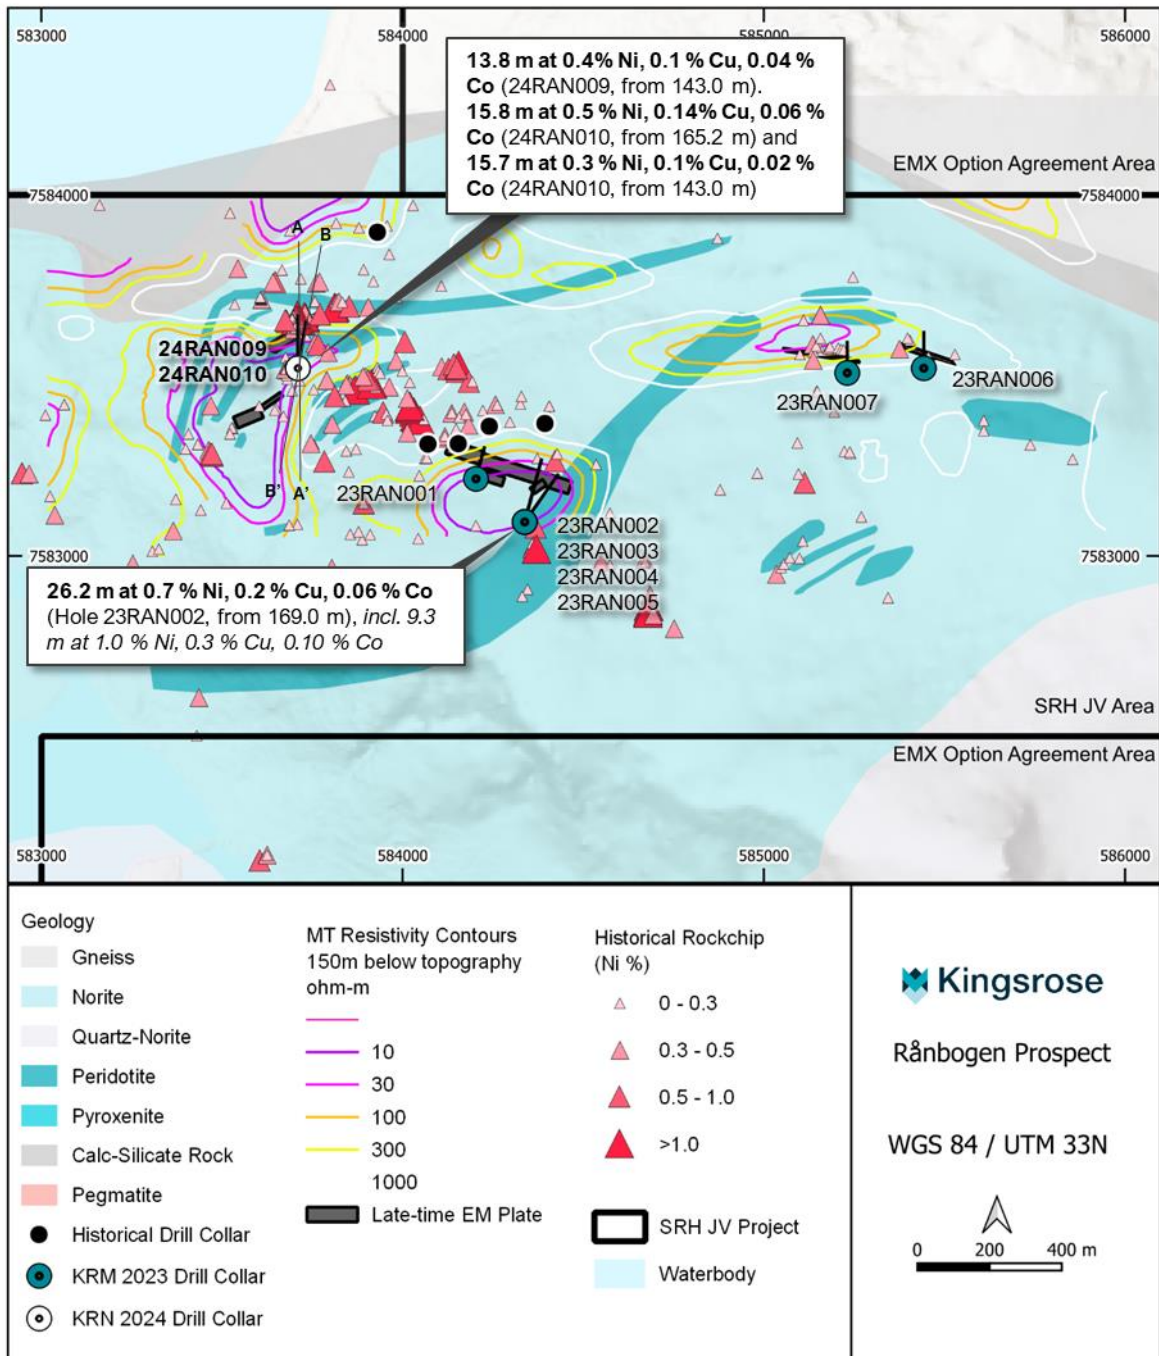 583000
584000
585000
586000
13.8 m at 0.4% Ni, 0.1 % Cu, 0.04 %
Co (24RAN009, from 143.0 m).
15.8 m at 0.5 % Ni, 0.14% Cu, 0.06 %
Co (24RAN010, from 165.2 m) and
15.7 m at 0.3 % Ni, 0.1% Cu, 0.02 %
Co (24RAN010, from 143.0 m)
EMX Option Agreement Area
7584000
7584000
A
B
24RAN009
24RAN010
23RAN006
23RAN007
B'
A'
23RAN001
23RAN002
23RAN003
23RAN004
23RAN005
7583000
7583000
26.2 m at 0.7 % Ni, 0.2 % Cu, 0.06 % Co
(Hole 23RAN002, from 169.0 m), incl. 9.3
m at 1.0 % Ni, 0.3 % Cu, 0.10 % Co
SRH JV Area
EMX Option Agreement Area
583000
584000
585000
586000
Geology
Gneiss
Norite
Quartz-Norite
Peridotite
Pyroxenite
Calc-Silicate Rock
Pegmatite
Historical Drill Collar
KRM 2023 Drill Collar
KRN 2024 Drill Collar
MT Resistivity Contours
150m below topography
ohm-m
10
30
100
300
1000
Late-time EM Plate
Historical Rockchip
(Ni %)
0 - 0.3
0.3 - 0.5
0.5 - 1.0
>1.0
SRH JV Project
Waterbody
Kingsrose
Rånbogen Prospect
WGS 84 / UTM 33N
0 200 400 m